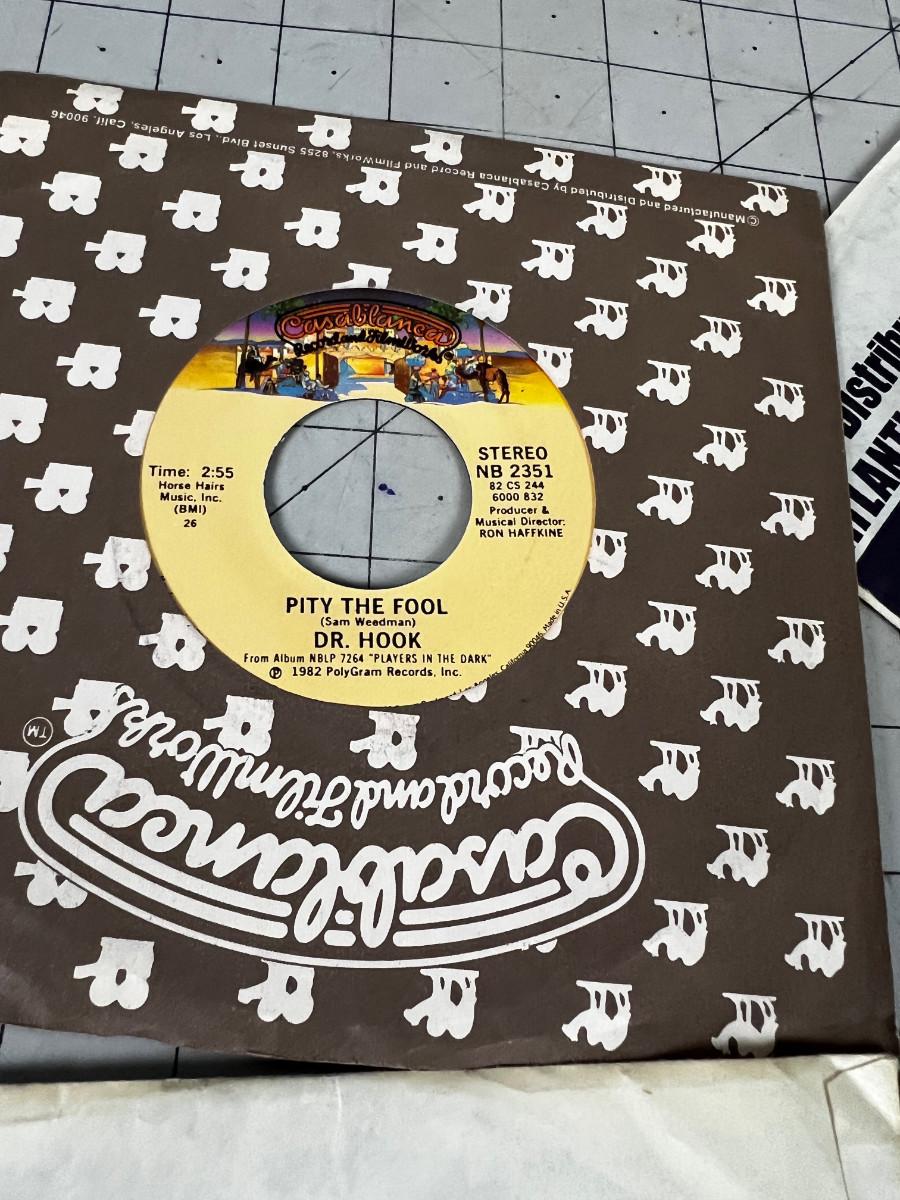 ©Manufactured and Distributed by Casablanca Record and FilmWorks, 8255 Sunset Blvd., Los Angeles, Calif. 90046
Casablanca
Record and FilmWorks
Time: 2:55
Horse Hairs
Music, Inc.
(BMI)
26
STEREO
NB 2351
82 CS 244
6000 832
Producer &
Musical Director:
RON HAFFKINE
PITY THE FOOL
(Sam Weedman)
DR. HOOK
From Album NBLP 7264 "PLAYERS IN THE DARK"
℗ 1982 PolyGram Records, Inc.
California 90046 Made in U.S.A.
Casablanca
Record and FilmWorks
TM